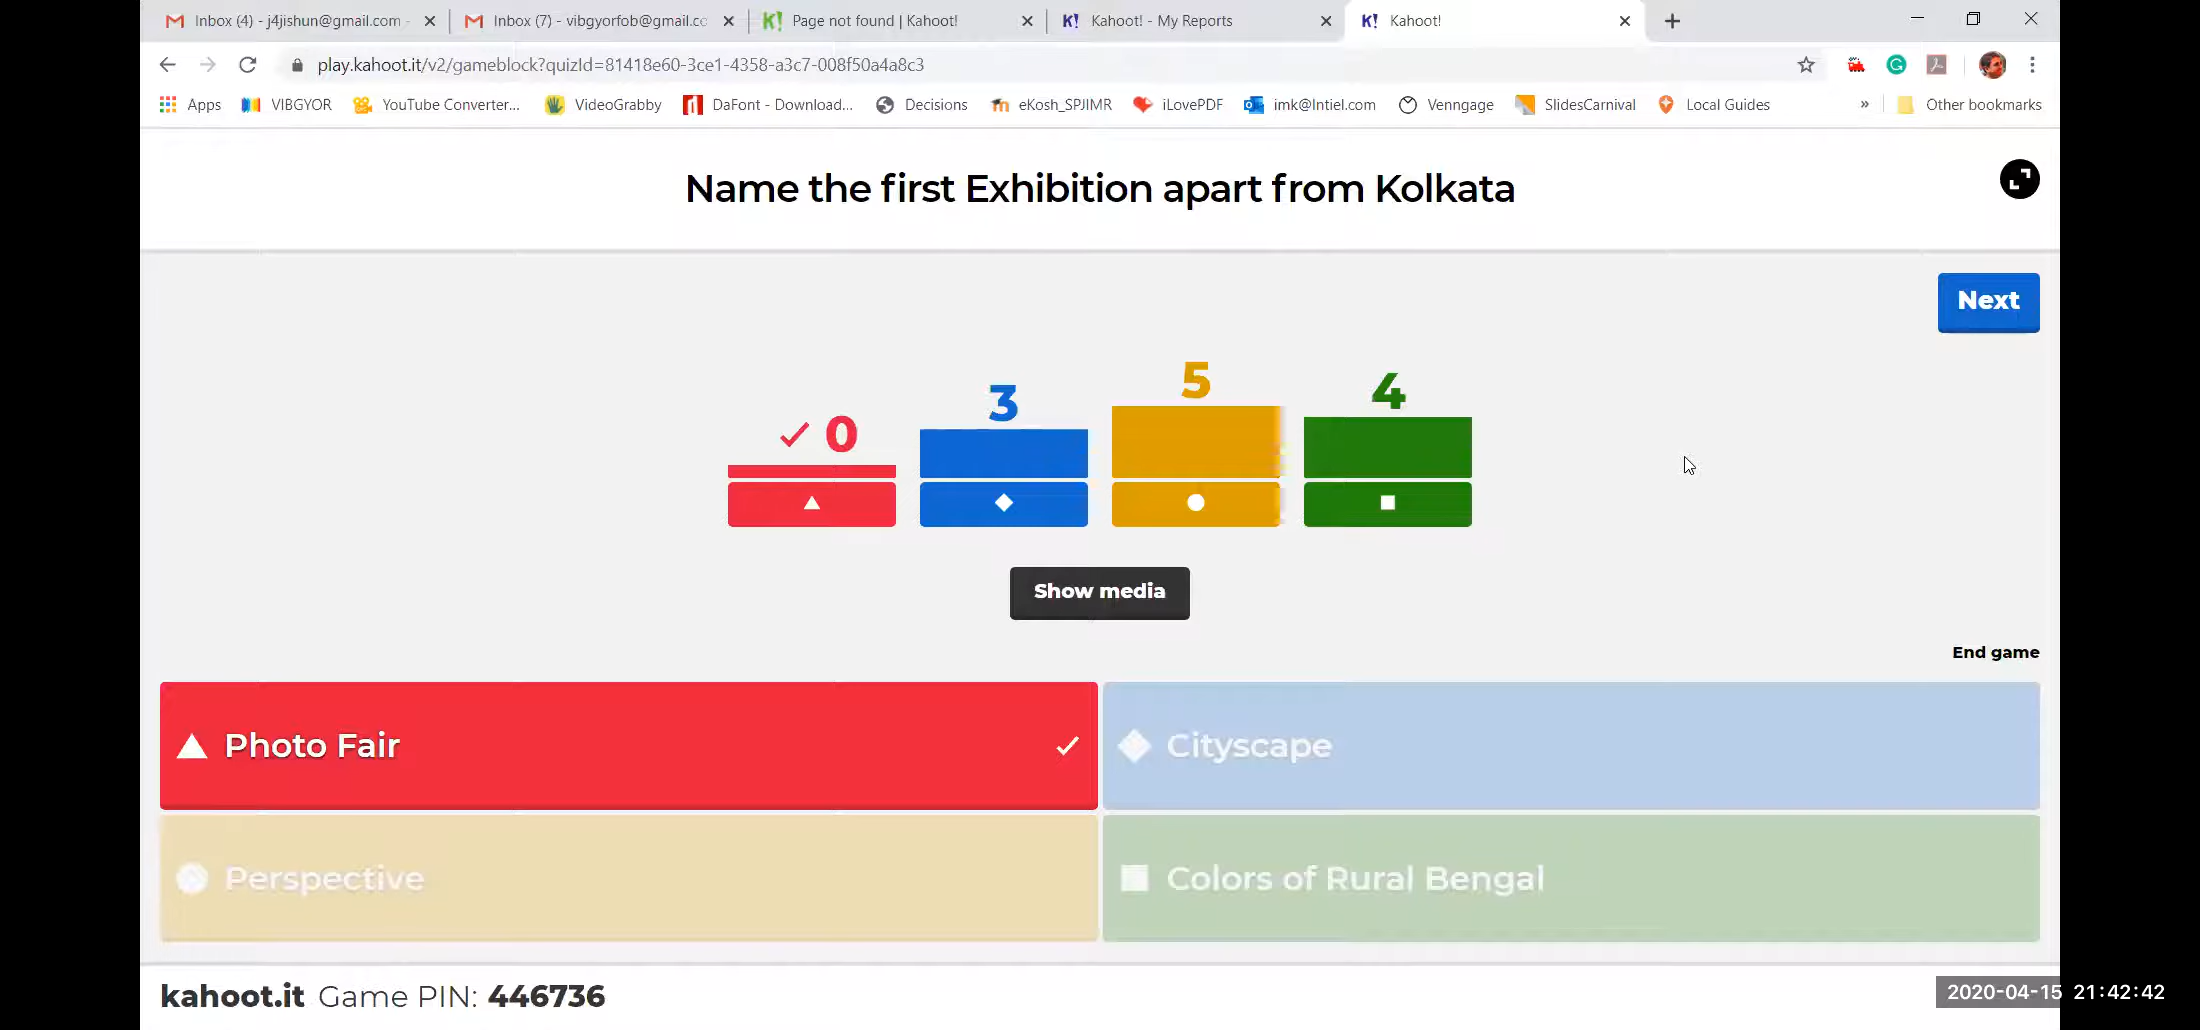 Inbox (4) - j4jishun@gmail.com -
Inbox (7) - vibgyorfob@gmail.cc
K! Page not found | Kahoot!
K! Kahoot! - My Reports
K! Kahoot!
play.kahoot.it/v2/gameblock?quizId=81418e60-3ce1-4358-a3c7-008f50a4a8c3
Apps VIBGYOR YouTube Converter... VideoGrabby DaFont - Download... Decisions eKosh_SPJIMR iLovePDF imk@Intiel.com Venngage SlidesCarnival Local Guides » Other bookmarks
Name the first Exhibition apart from Kolkata
Next
0
3
5
4
Show media
End game
Photo Fair
Cityscape
Perspective
Colors of Rural Bengal
kahoot.it Game PIN: 446736
2020-04-15 21:42:42